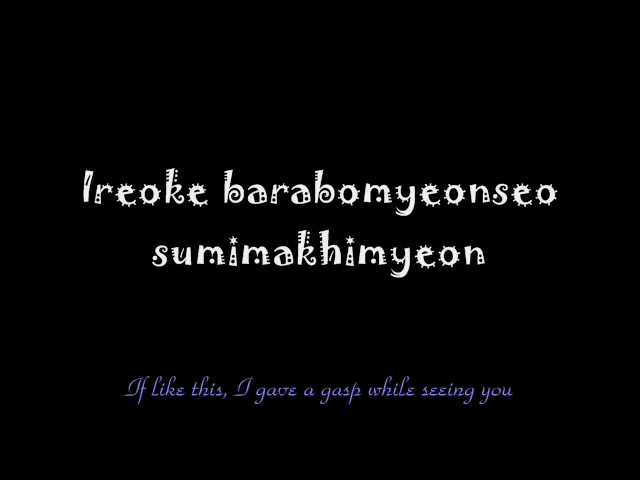 Ireoke barabomyeonseo
sumimakhimyeon
If like this, I gave a gasp while seeing you